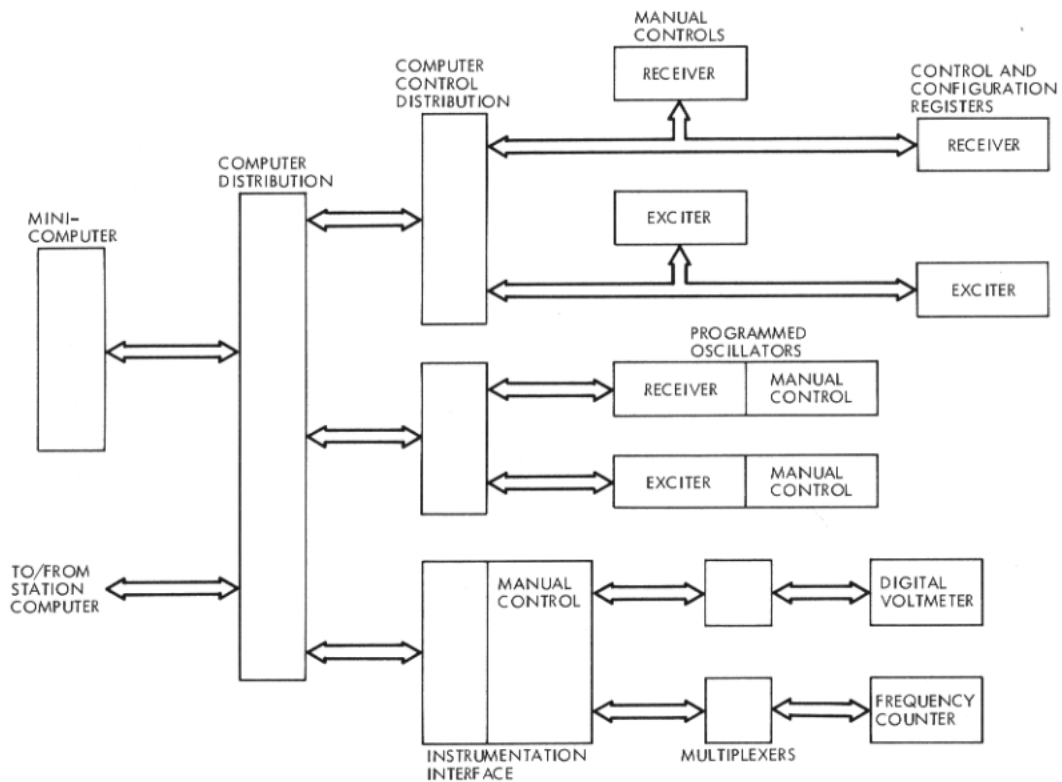 MANUAL
CONTROLS
RECEIVER
COMPUTER
CONTROL
DISTRIBUTION
CONTROL AND
CONFIGURATION
REGISTERS
RECEIVER
COMPUTER
DISTRIBUTION
MINI-
COMPUTER
EXCITER
EXCITER
PROGRAMMED
OSCILLATORS
RECEIVER
MANUAL
CONTROL
EXCITER
MANUAL
CONTROL
TO/FROM
STATION
COMPUTER
MANUAL
CONTROL
DIGITAL
VOLTMETER
FREQUENCY
COUNTER
INSTRUMENTATION
INTERFACE
MULTIPLEXERS